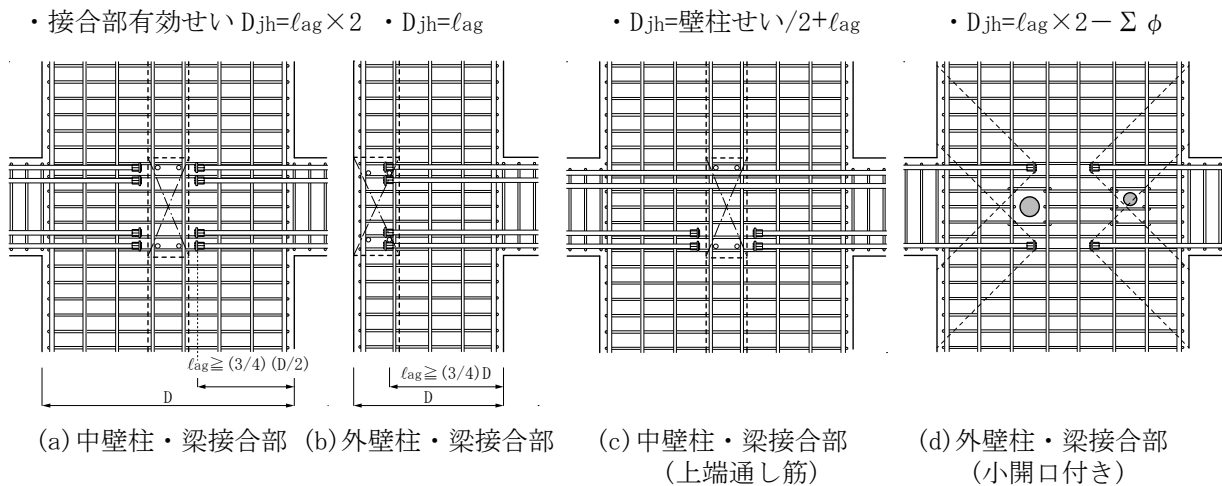 ・接合部有効せい Djh=ℓag×2 ・Djh=ℓag ・Djh=壁柱せい/2+ℓag ・Djh=ℓag×2－Σφ
ℓag≧(3/4)(D/2)
D
ℓag≧(3/4)D
D
(a)中壁柱・梁接合部 (b)外壁柱・梁接合部 (c)中壁柱・梁接合部 (d)外壁柱・梁接合部
(上端通し筋) (小開口付き)